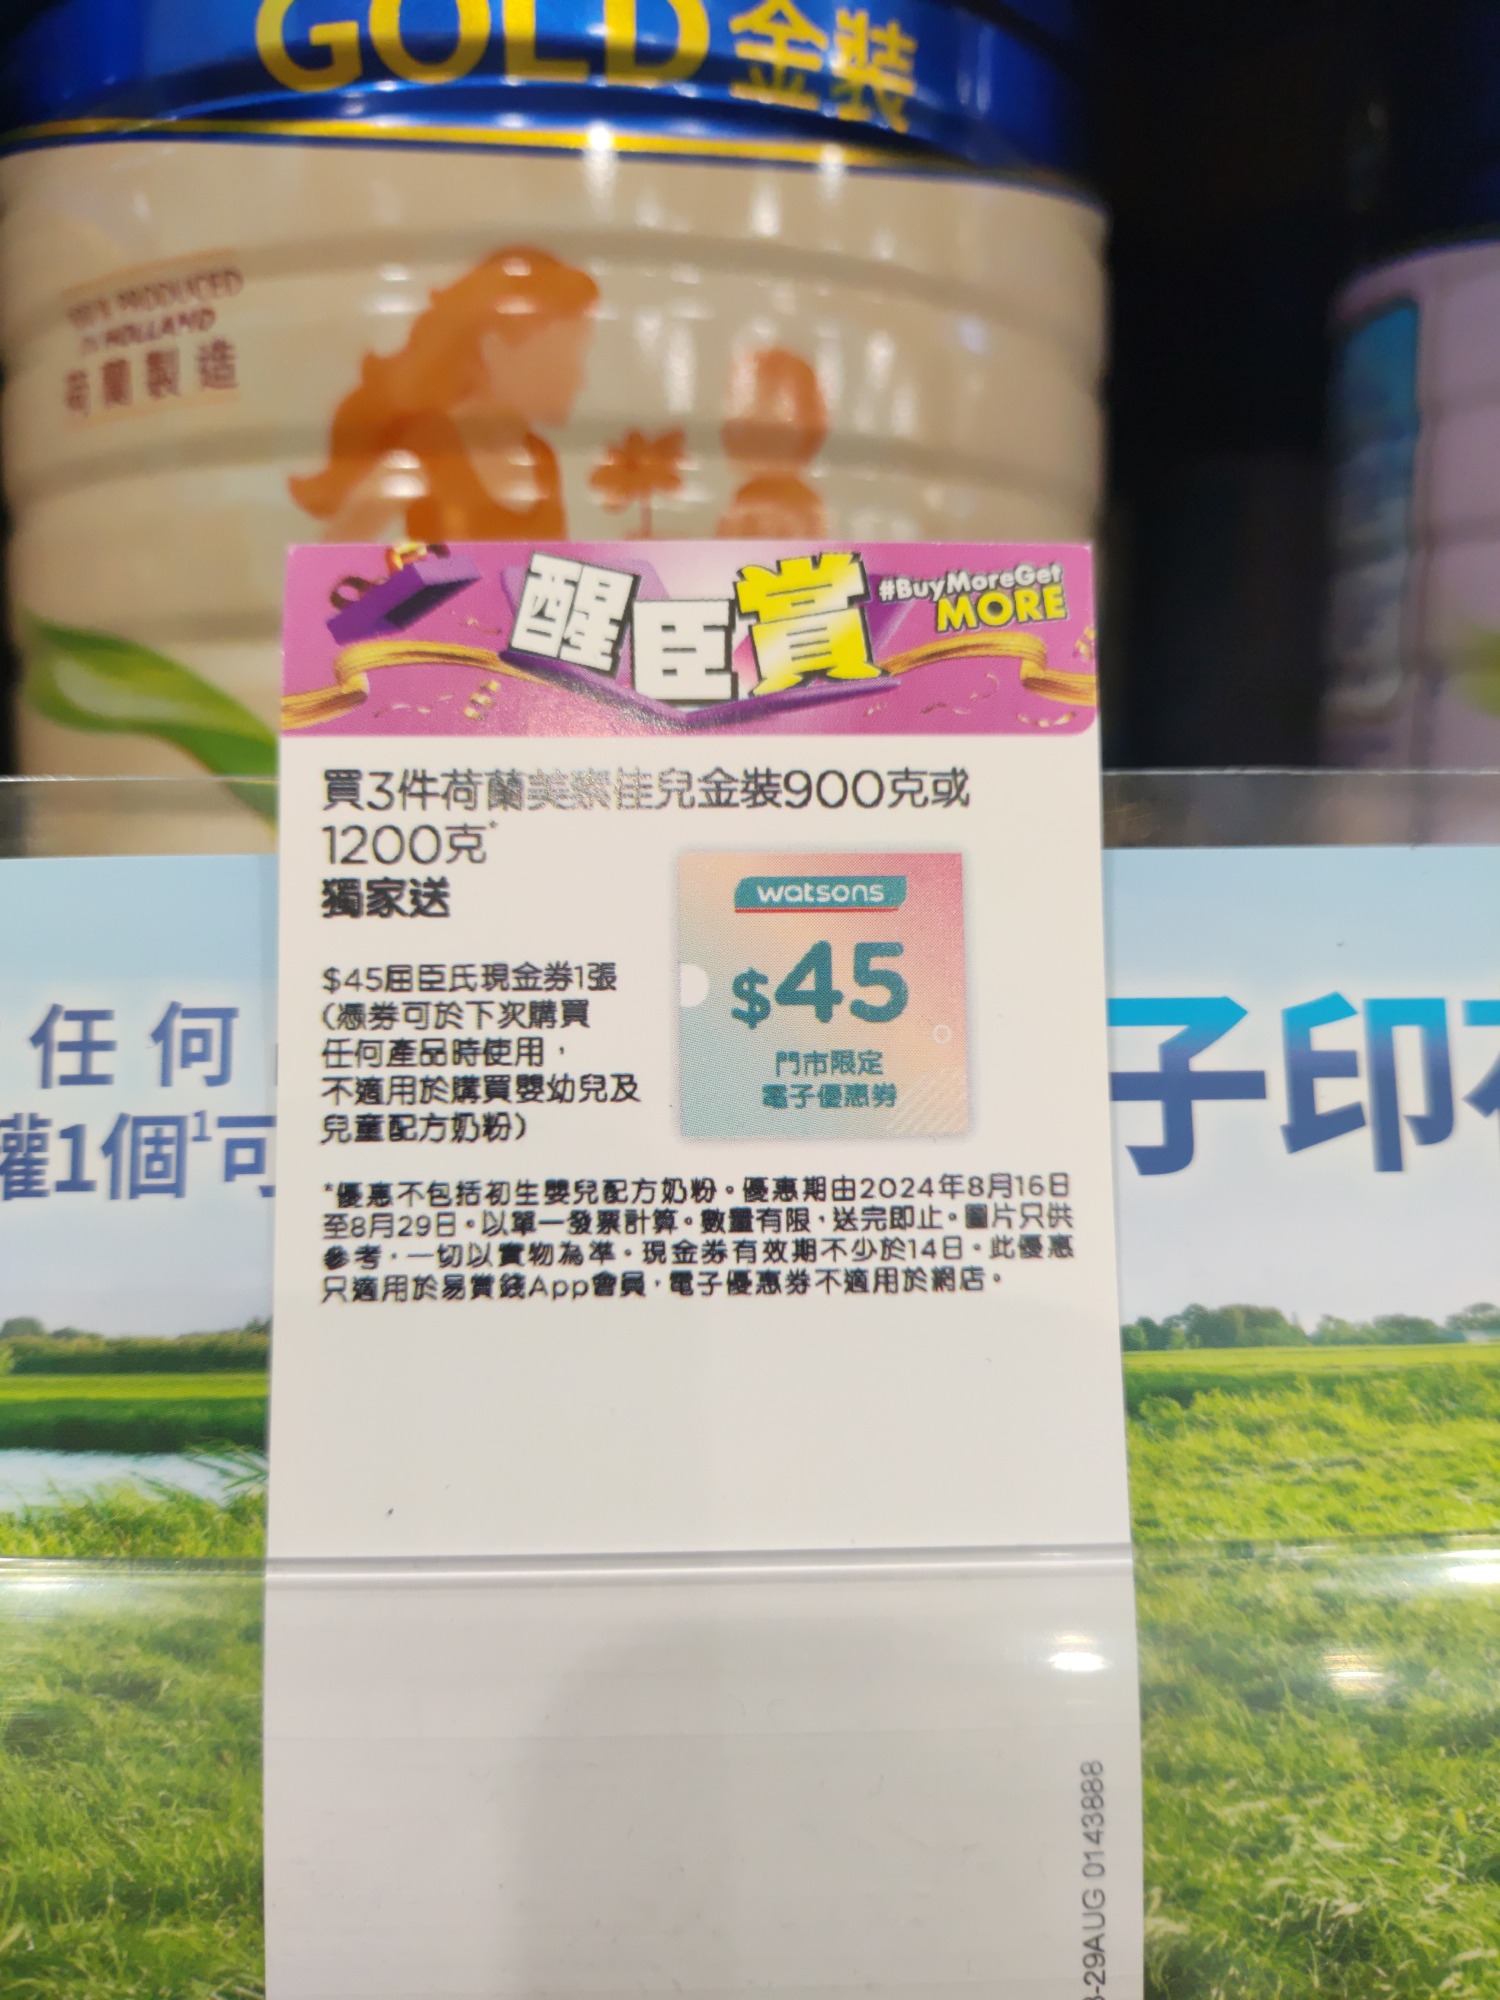 GOLD 金裝
100% PRODUCED
IN HOLLAND
荷蘭製造
醒臣賞
#BuyMoreGet
MORE
買3件荷蘭美素佳兒金裝900克或
1200克*
獨家送
$45屈臣氏現金券1張
(憑券可於下次購買
任何產品時使用，
不適用於購買嬰幼兒及
兒童配方奶粉)
watsons
$45
門市限定
電子優惠券
*優惠不包括初生嬰兒配方奶粉。優惠期由2024年8月16日
至8月29日。以單一發票計算。數量有限，送完即止。圖片只供
參考，一切以實物為準。現金券有效期不少於14日。此優惠
只適用於易賞錢App會員，電子優惠券不適用於網店。
任何
罐1個¹可
子印
-29AUG 0143888